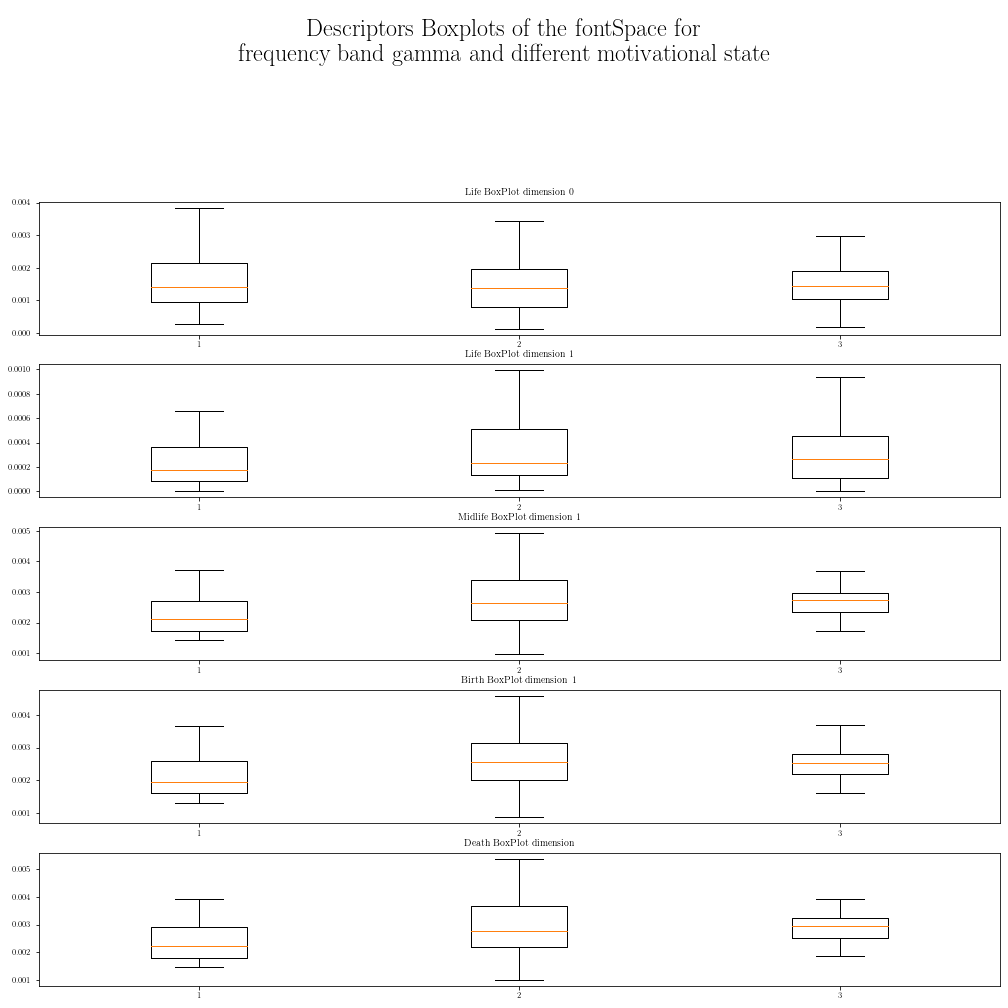 Descriptors Boxplots of the fontSpace for
frequency band gamma and different motivational state
Life BoxPlot dimension 0
0.004
0.003
0.002
0.001
0.000
1 2 3
Life BoxPlot dimension 1
0.0010
0.0008
0.0006
0.0004
0.0002
0.0000
1 2 3
Midlife BoxPlot dimension 1
0.005
0.004
0.003
0.002
0.001
1 2 3
Birth BoxPlot dimension 1
0.004
0.003
0.002
0.001
1 2 3
Death BoxPlot dimension
0.005
0.004
0.003
0.002
0.001
1 2 3